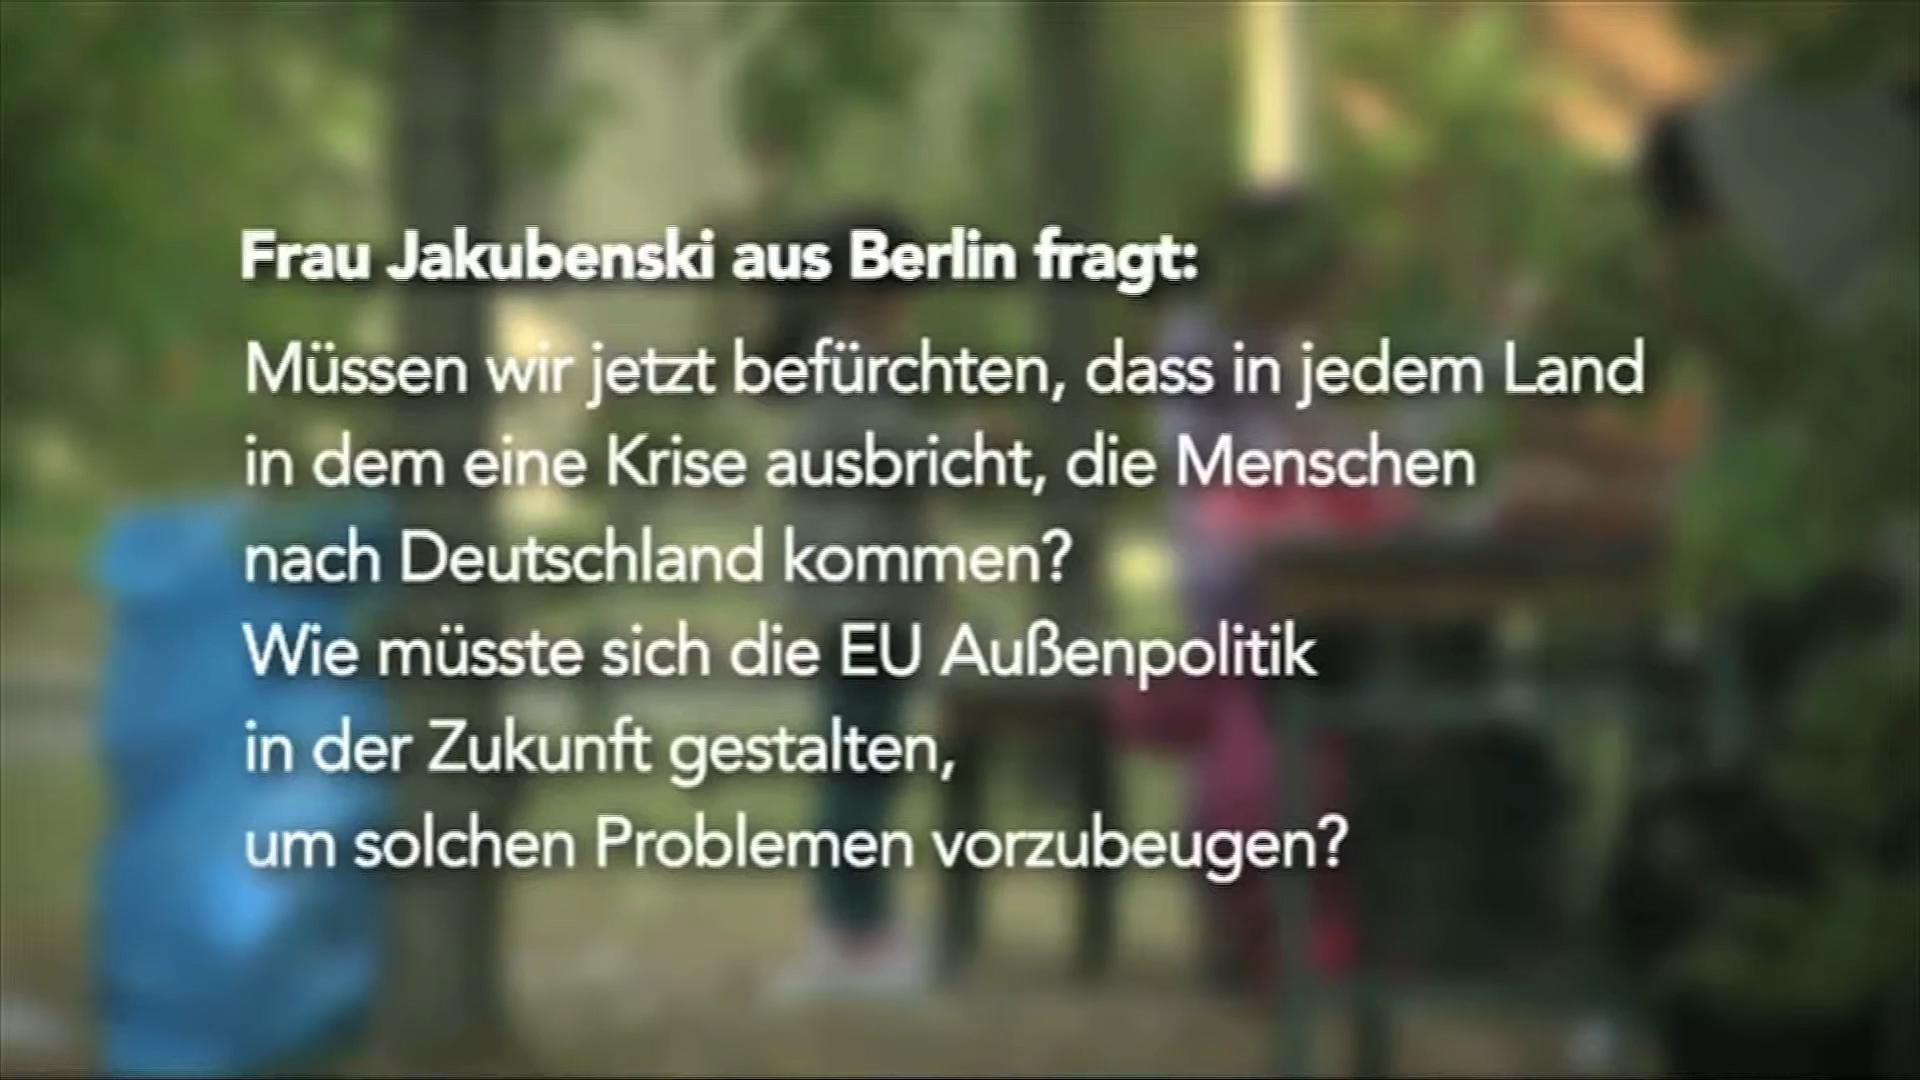 Frau Jakubenski aus Berlin fragt:
Müssen wir jetzt befürchten, dass in jedem Land
in dem eine Krise ausbricht, die Menschen
nach Deutschland kommen?
Wie müsste sich die EU Außenpolitik
in der Zukunft gestalten,
um solchen Problemen vorzubeugen?